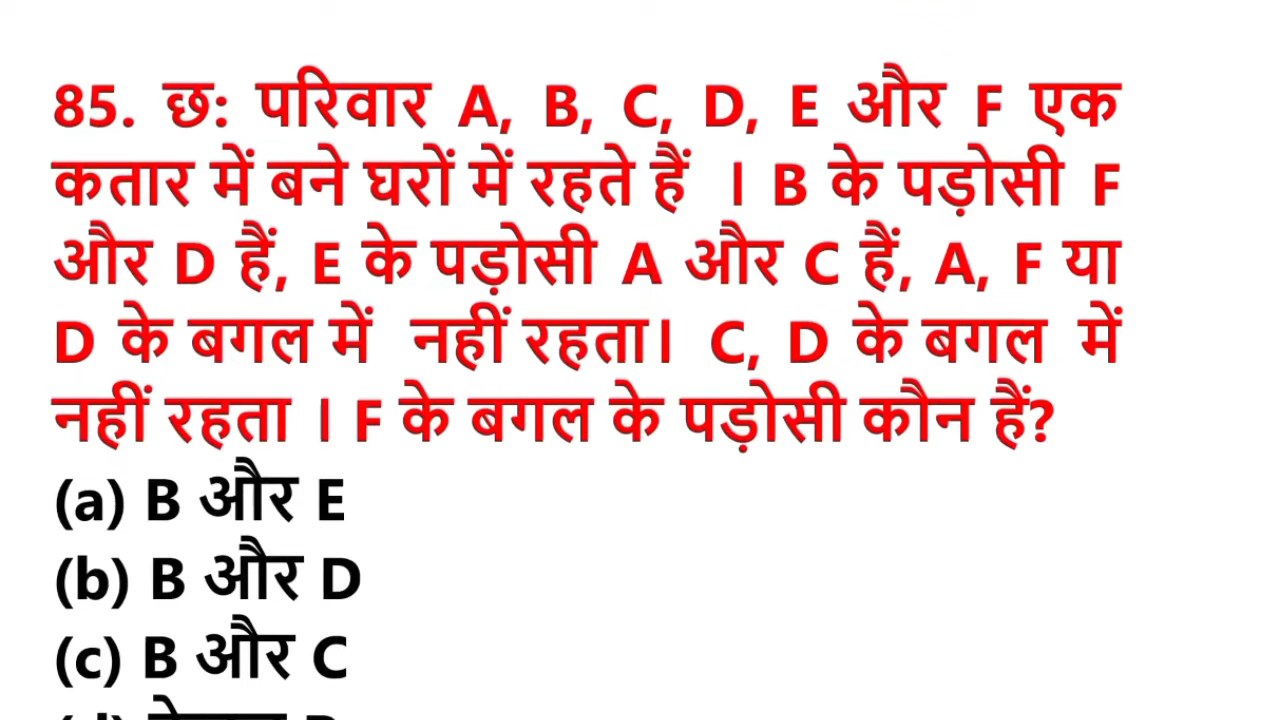 85. छ: परिवार A, B, C, D, E और F एक
कतार में बने घरों में रहते हैं । B के पड़ोसी F
और D हैं, E के पड़ोसी A और C हैं, A, F या
D के बगल में नहीं रहता। C, D के बगल में
नहीं रहता । F के बगल के पड़ोसी कौन हैं?
(a) B और E
(b) B और D
(c) B और C